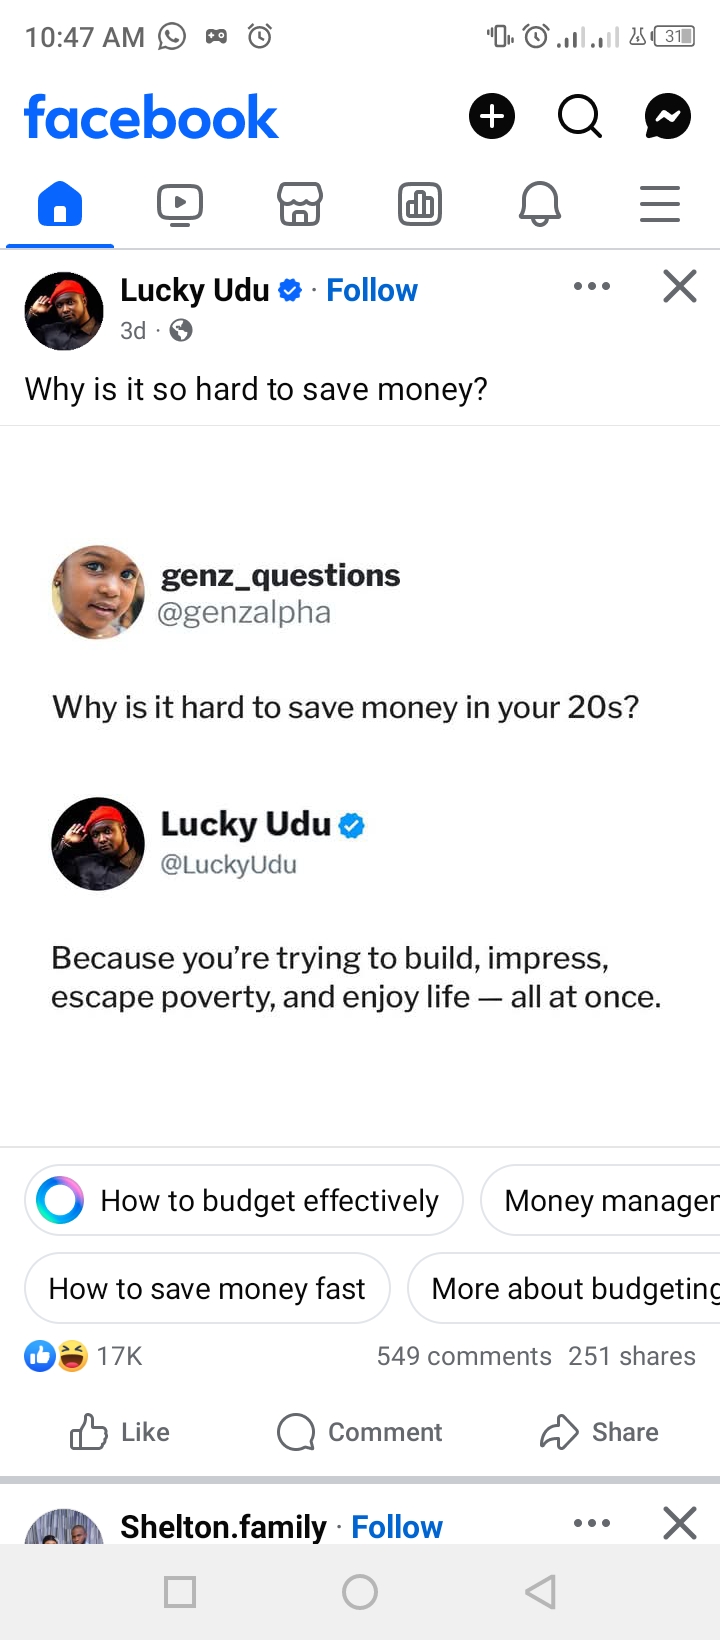 10:47 AM
31
facebook
Lucky Udu · Follow
3d ·
Why is it so hard to save money?
genz_questions
@genzalpha
Why is it hard to save money in your 20s?
Lucky Udu
@LuckyUdu
Because you’re trying to build, impress,
escape poverty, and enjoy life — all at once.
How to budget effectively
Money manager
How to save money fast
More about budgeting
17K
549 comments 251 shares
Like
Comment
Share
Shelton.family · Follow